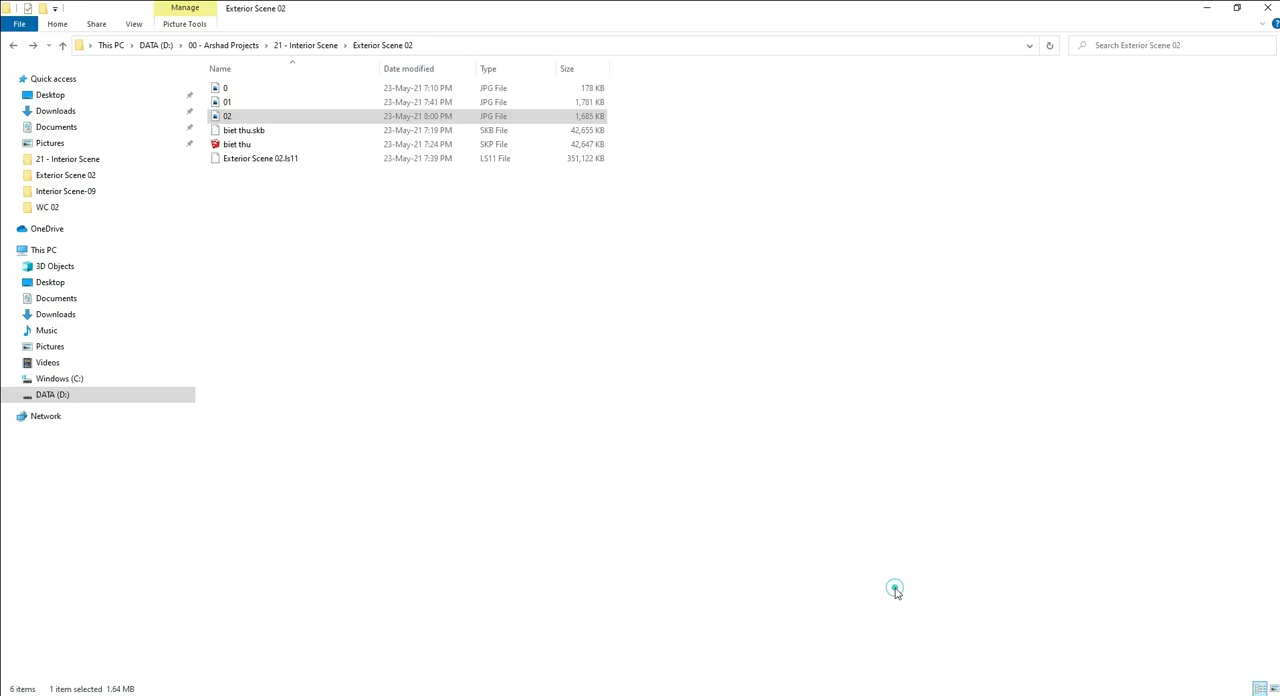 Manage
Exterior Scene 02
File
Home
Share
View
Picture Tools
This PC
DATA (D:)
00 - Arshad Projects
21 - Interior Scene
Exterior Scene 02
Search Exterior Scene 02
Name
Date modified
Type
Size
0
23-May-21 7:10 PM
JPG File
178 KB
01
23-May-21 7:41 PM
JPG File
1,781 KB
02
23-May-21 8:00 PM
JPG File
1,685 KB
biet thu.skb
23-May-21 7:19 PM
SKB File
42,655 KB
biet thu
23-May-21 7:24 PM
SKP File
42,647 KB
Exterior Scene 02.ls11
23-May-21 7:39 PM
LS11 File
351,122 KB
Quick access
Desktop
Downloads
Documents
Pictures
21 - Interior Scene
Exterior Scene 02
Interior Scene-09
WC 02
OneDrive
This PC
3D Objects
Desktop
Documents
Downloads
Music
Pictures
Videos
Windows (C:)
DATA (D:)
Network
6 items
1 item selected 1.64 MB